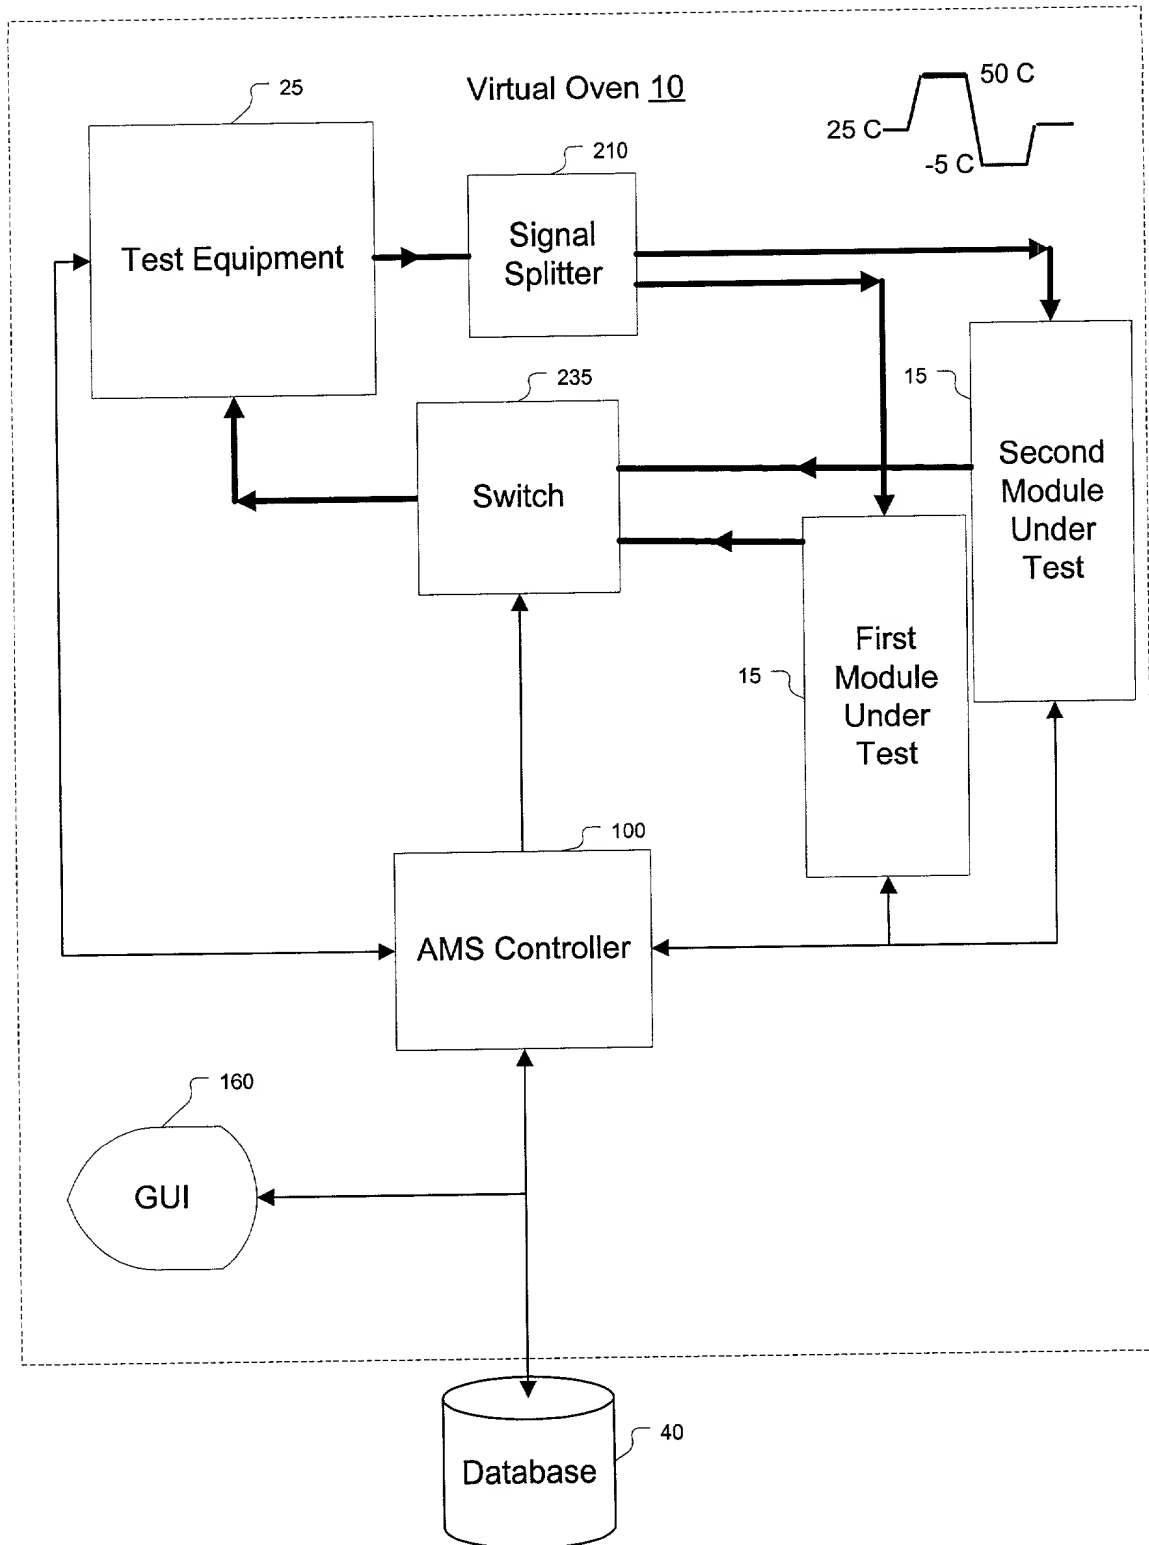 Virtual Oven 10
50 C
25 C
-5 C
25
Test Equipment
210
Signal
Splitter
235
Switch
15
Second
Module
Under
Test
15
First
Module
Under
Test
100
AMS Controller
160
GUI
40
Database